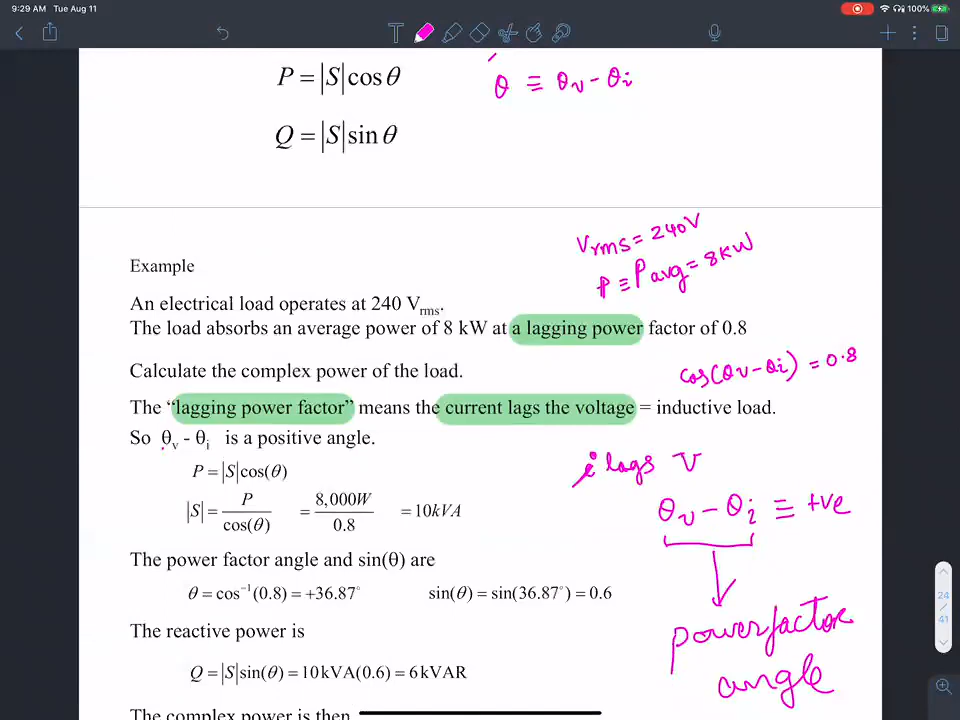 9:29 AM Tue Aug 11
100%
P = |S| cos θ
θ ≡ θv - θi
Q = |S| sin θ
Vrms = 240V
P ≡ Pavg = 8KW
Example
An electrical load operates at 240 Vrms.
The load absorbs an average power of 8 kW at a lagging power factor of 0.8
cos(θv-θi) = 0.8
Calculate the complex power of the load.
The “lagging power factor” means the current lags the voltage = inductive load.
So θv - θi is a positive angle.
P = |S| cos(θ)
i lags V
|S| = P / cos(θ) = 8,000W / 0.8 = 10kVA
θv - θi ≡ +ve
The power factor angle and sin(θ) are
θ = cos⁻¹(0.8) = +36.87° sin(θ) = sin(36.87°) = 0.6
24
/
41
The reactive power is
powerfactor
angle
Q = |S| sin(θ) = 10kVA(0.6) = 6kVAR
The complex power is then